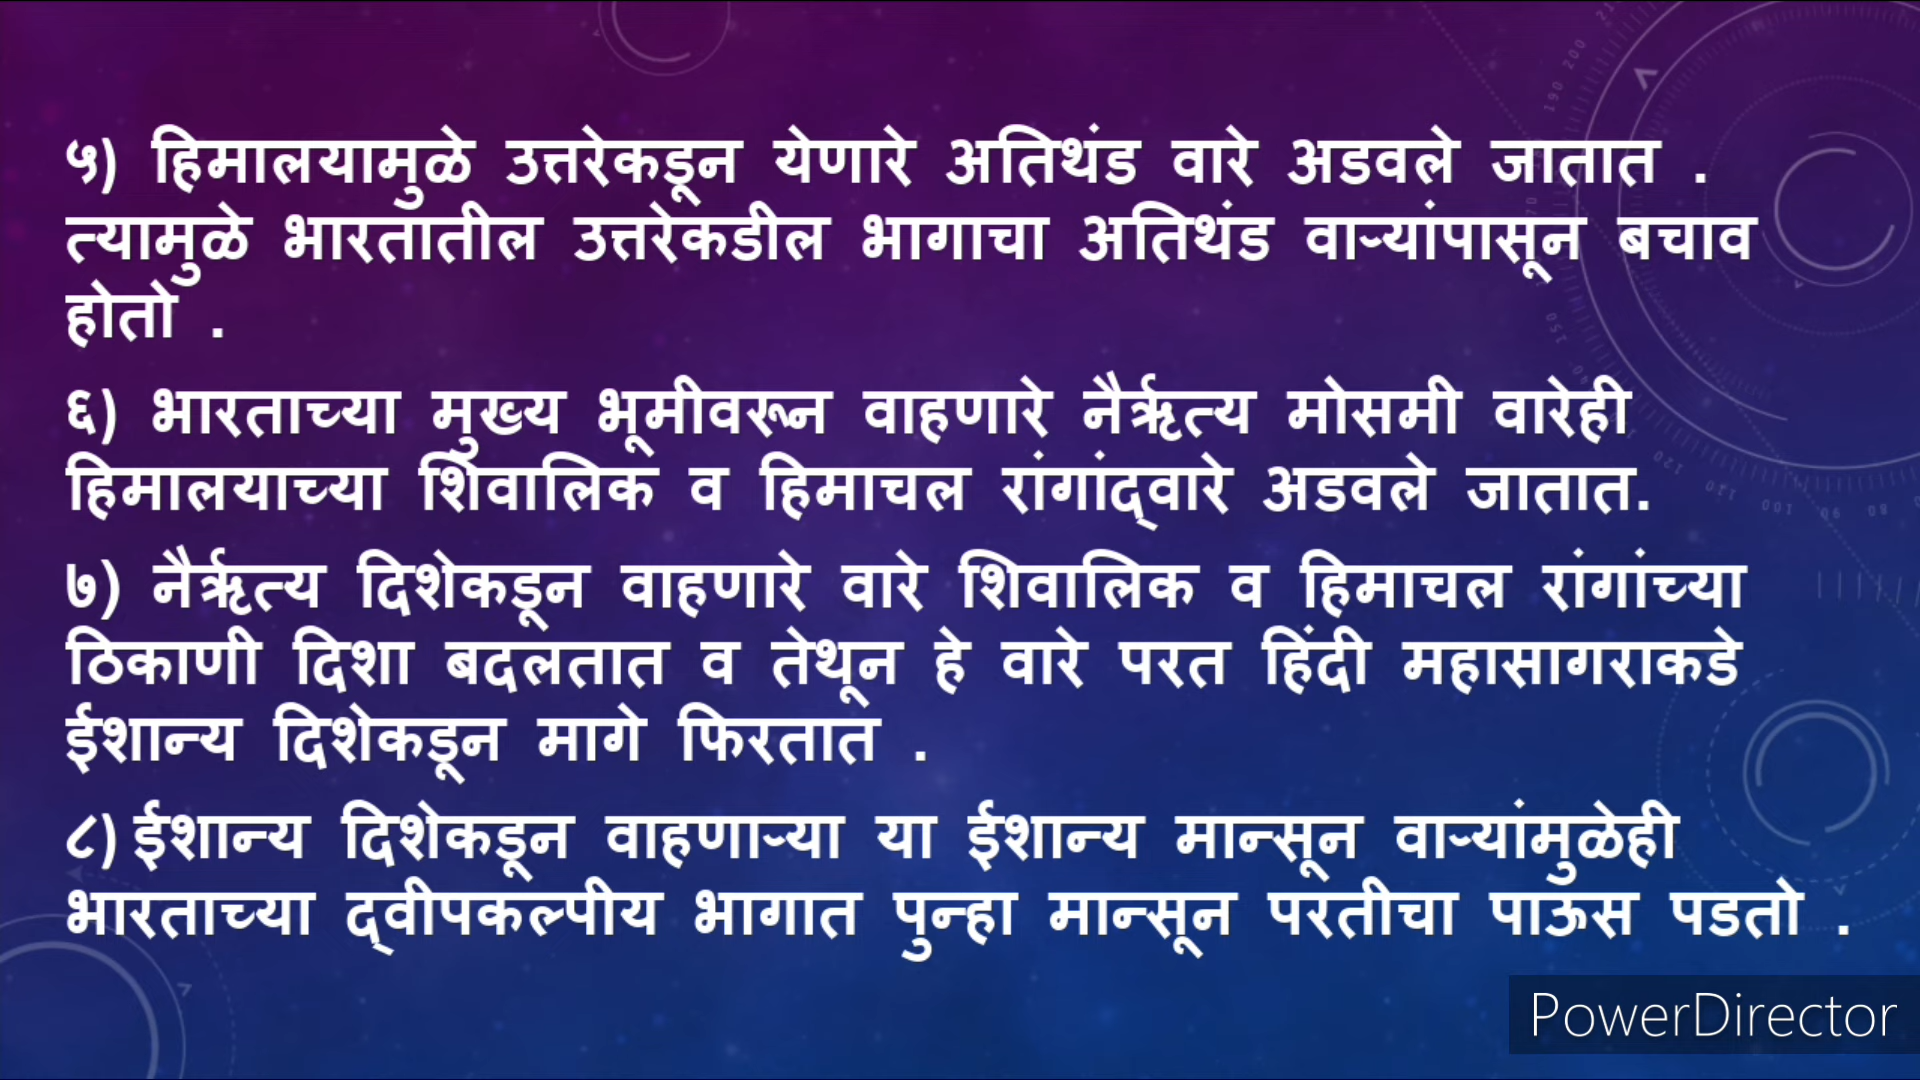 ५) हिमालयामुळे उत्तरेकडून येणारे अतिथंड वारे अडवले जातात .
त्यामुळे भारतातील उत्तरेकडील भागाचा अतिथंड वाऱ्यांपासून बचाव
होतो .
६) भारताच्या मुख्य भूमीवरून वाहणारे नैर्ऋत्य मोसमी वारेही
हिमालयाच्या शिवालिक व हिमाचल रांगांद्वारे अडवले जातात.
७) नैर्ऋत्य दिशेकडून वाहणारे वारे शिवालिक व हिमाचल रांगांच्या
ठिकाणी दिशा बदलतात व तेथून हे वारे परत हिंदी महासागराकडे
ईशान्य दिशेकडून मागे फिरतात .
८) ईशान्य दिशेकडून वाहणाऱ्या या ईशान्य मान्सून वाऱ्यांमुळेही
भारताच्या द्वीपकल्पीय भागात पुन्हा मान्सून परतीचा पाऊस पडतो .
PowerDirector